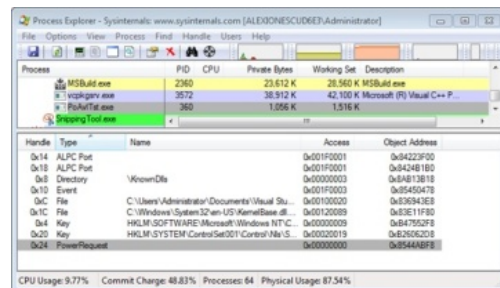 Process Explorer - Sysinternals: www.sysinternals.com [ALEXIONESCUD6E3\Administrator]
File Options View Process Find Handle Users Help
Process PID CPU Private Bytes Working Set Description
MSBuild.exe 2360 23,612 K 28,560 K MSBuild.exe
vcpkgsrv.exe 3572 38,912 K 42,100 K Microsoft (R) Visual C++ P...
PoAvlTst.exe 360 1,056 K 1,516 K
SnippingTool.exe
Handle Type Name Access Object Address
0x14 ALPC Port 0x001F0001 0x84223F00
0x18 ALPC Port 0x001F0001 0x8424B1B0
0x8 Directory \KnownDlls 0x00000003 0x8AB13B18
0x10 Event 0x001F0003 0x85450478
0xC File C:\Users\Administrator\Documents\Visual Stu... 0x00100020 0x836943E8
0x1C File C:\Windows\System32\en-US\KernelBase.dll.... 0x00120089 0x83E11F80
0x4 Key HKLM\SOFTWARE\Microsoft\Windows NT\C... 0x00000009 0xB47552F8
0x20 Key HKLM\SYSTEM\ControlSet001\Control\Nls\S... 0x00020019 0xB26062D8
0x24 PowerRequest 0x00000000 0x8544ABF8
CPU Usage: 9.77% Commit Charge: 48.83% Processes: 64 Physical Usage: 87.54%